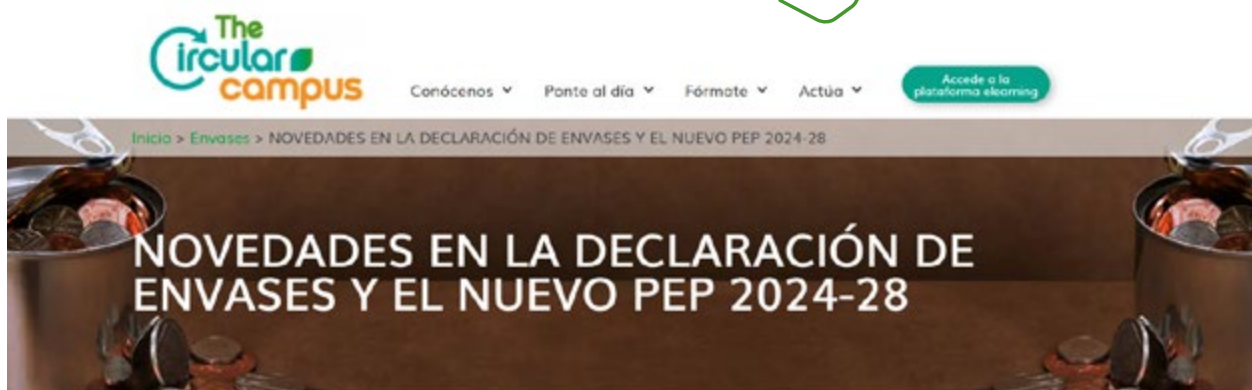 The
Circular
campus
Conócenos
Ponte al día
Fórmate
Actúa
Accede a la
plataforma elearning
Inicio > Envases > NOVEDADES EN LA DECLARACIÓN DE ENVASES Y EL NUEVO PEP 2024-28
NOVEDADES EN LA DECLARACIÓN DE
ENVASES Y EL NUEVO PEP 2024-28